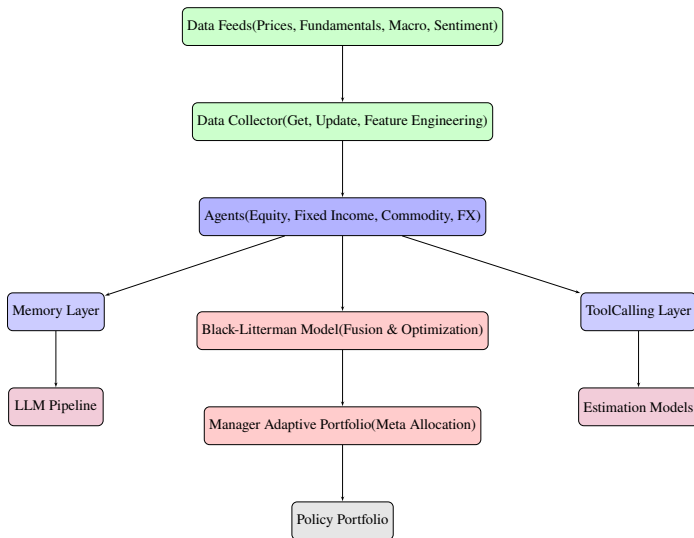 Data Feeds(Prices, Fundamentals, Macro, Sentiment)
Data Collector(Get, Update, Feature Engineering)
Agents(Equity, Fixed Income, Commodity, FX)
Memory Layer
Black-Litterman Model(Fusion & Optimization)
ToolCalling Layer
LLM Pipeline
Manager Adaptive Portfolio(Meta Allocation)
Estimation Models
Policy Portfolio